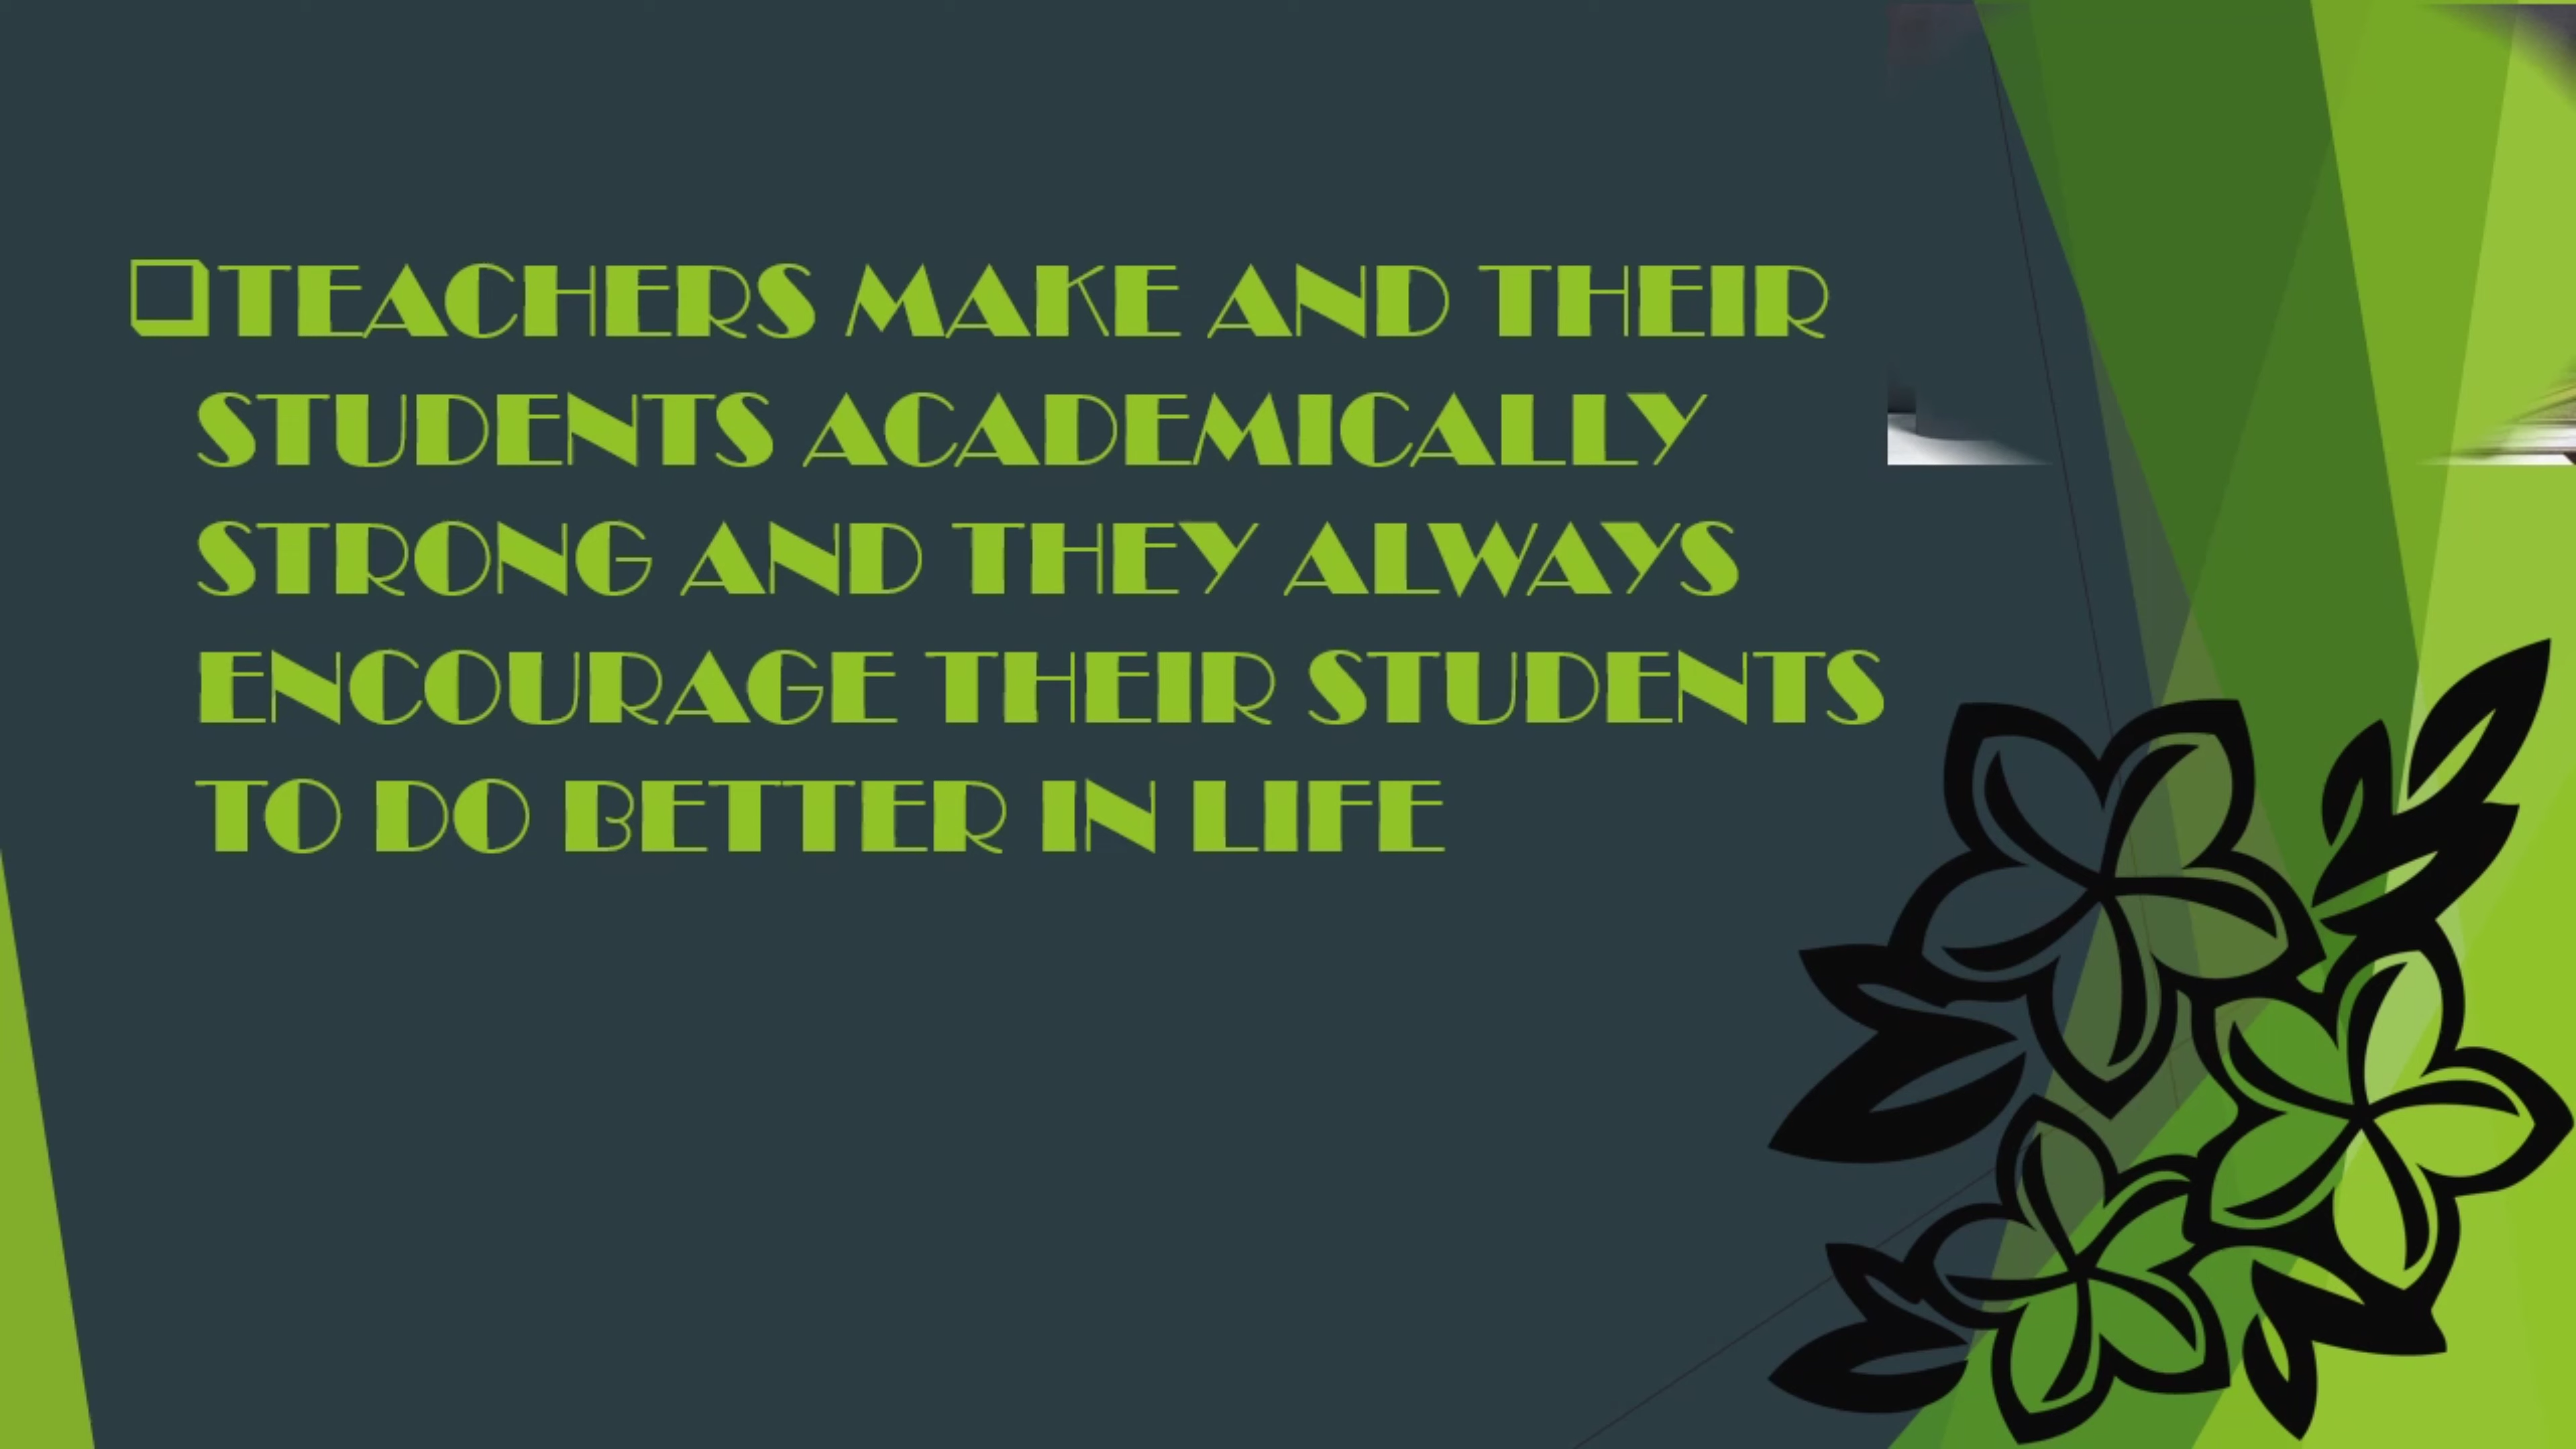 ❑TEACHERS MAKE AND THEIR
STUDENTS ACADEMICALLY
STRONG AND THEY ALWAYS
ENCOURAGE THEIR STUDENTS
TO DO BETTER IN LIFE